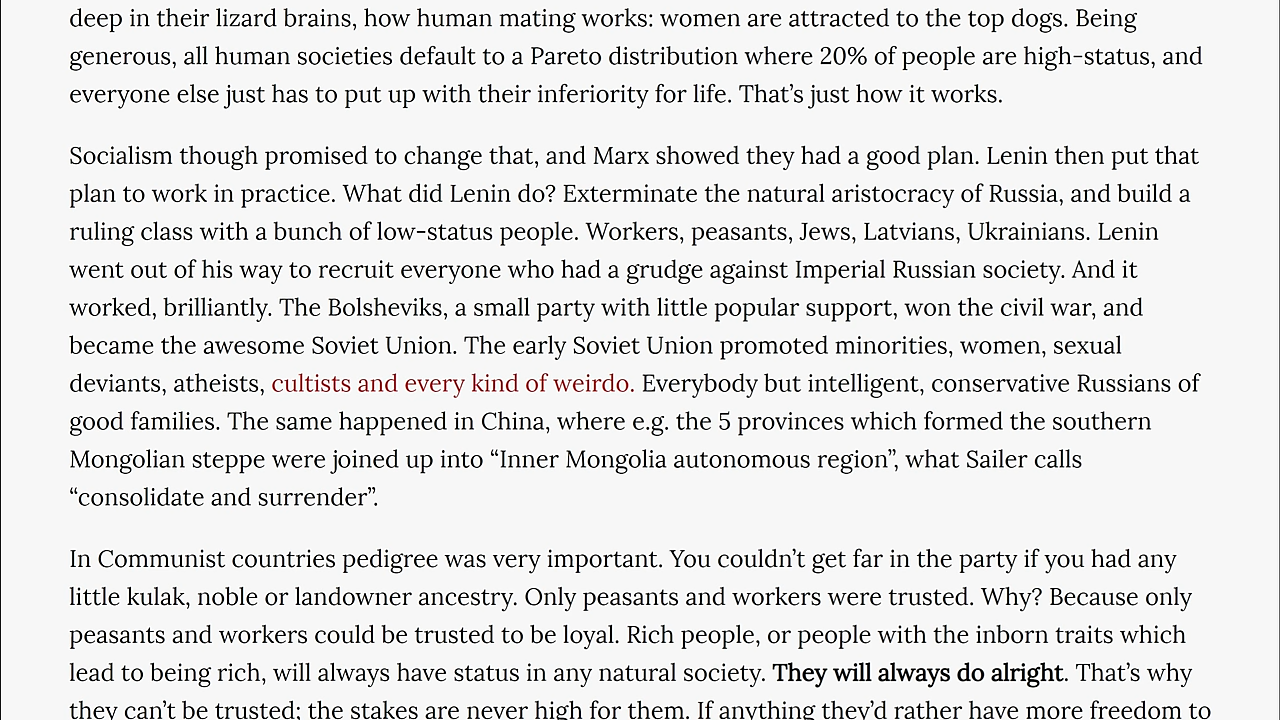 deep in their lizard brains, how human mating works: women are attracted to the top dogs. Being
generous, all human societies default to a Pareto distribution where 20% of people are high-status, and
everyone else just has to put up with their inferiority for life. That’s just how it works.
Socialism though promised to change that, and Marx showed they had a good plan. Lenin then put that
plan to work in practice. What did Lenin do? Exterminate the natural aristocracy of Russia, and build a
ruling class with a bunch of low-status people. Workers, peasants, Jews, Latvians, Ukrainians. Lenin
went out of his way to recruit everyone who had a grudge against Imperial Russian society. And it
worked, brilliantly. The Bolsheviks, a small party with little popular support, won the civil war, and
became the awesome Soviet Union. The early Soviet Union promoted minorities, women, sexual
deviants, atheists, cultists and every kind of weirdo. Everybody but intelligent, conservative Russians of
good families. The same happened in China, where e.g. the 5 provinces which formed the southern
Mongolian steppe were joined up into “Inner Mongolia autonomous region”, what Sailer calls
“consolidate and surrender”.
In Communist countries pedigree was very important. You couldn’t get far in the party if you had any
little kulak, noble or landowner ancestry. Only peasants and workers were trusted. Why? Because only
peasants and workers could be trusted to be loyal. Rich people, or people with the inborn traits which
lead to being rich, will always have status in any natural society. They will always do alright. That’s why
they can’t be trusted; the stakes are never high for them. If anything they’d rather have more freedom to